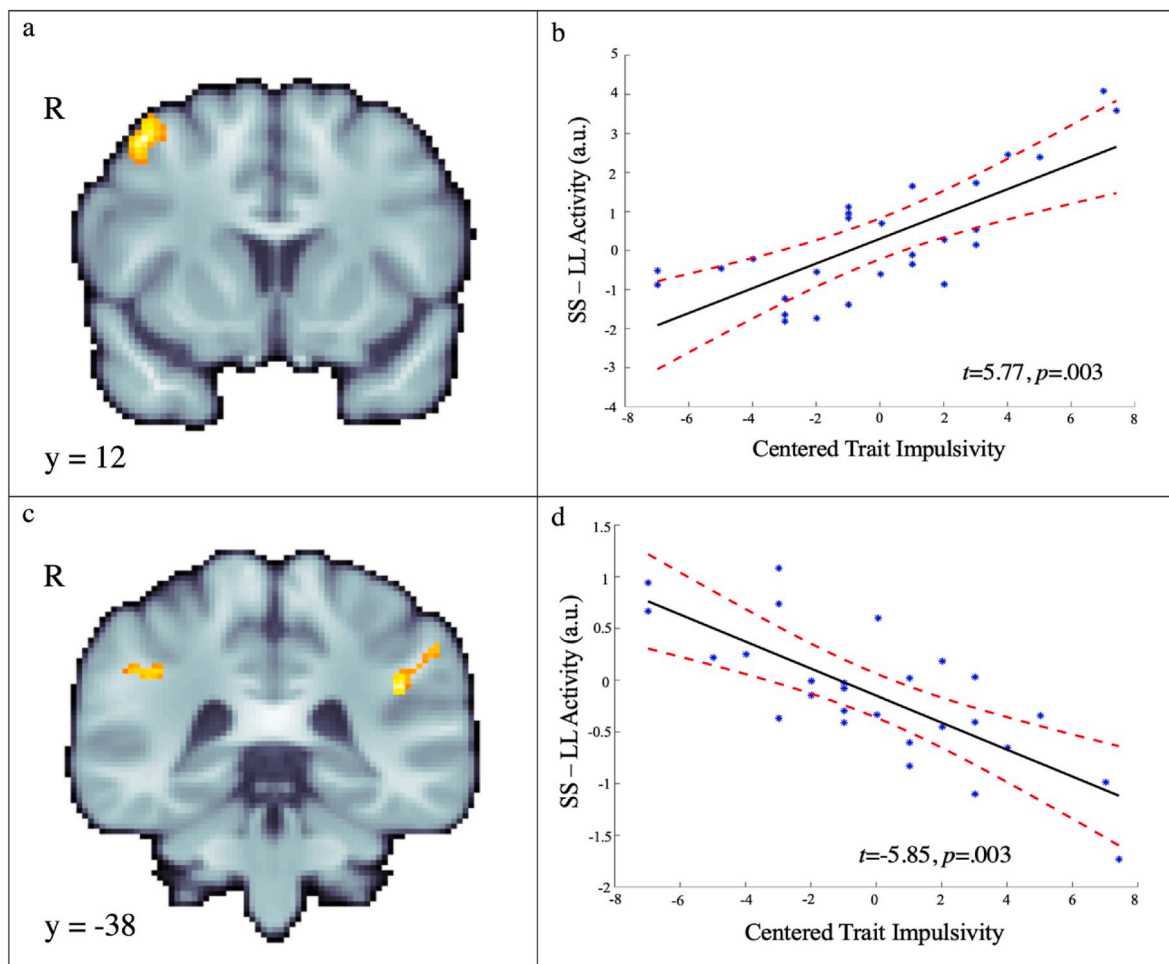 a
R
y = 12
b
SS – LL Activity (a.u.)
5
4
3
2
1
0
-1
-2
-3
-4
-8 -6 -4 -2 0 2 4 6 8
t=5.77, p=.003
Centered Trait Impulsivity
c
R
y = -38
d
SS – LL Activity (a.u.)
1.5
1
0.5
0
-0.5
-1
-1.5
-2
-8 -6 -4 -2 0 2 4 6 8
t=-5.85, p=.003
Centered Trait Impulsivity